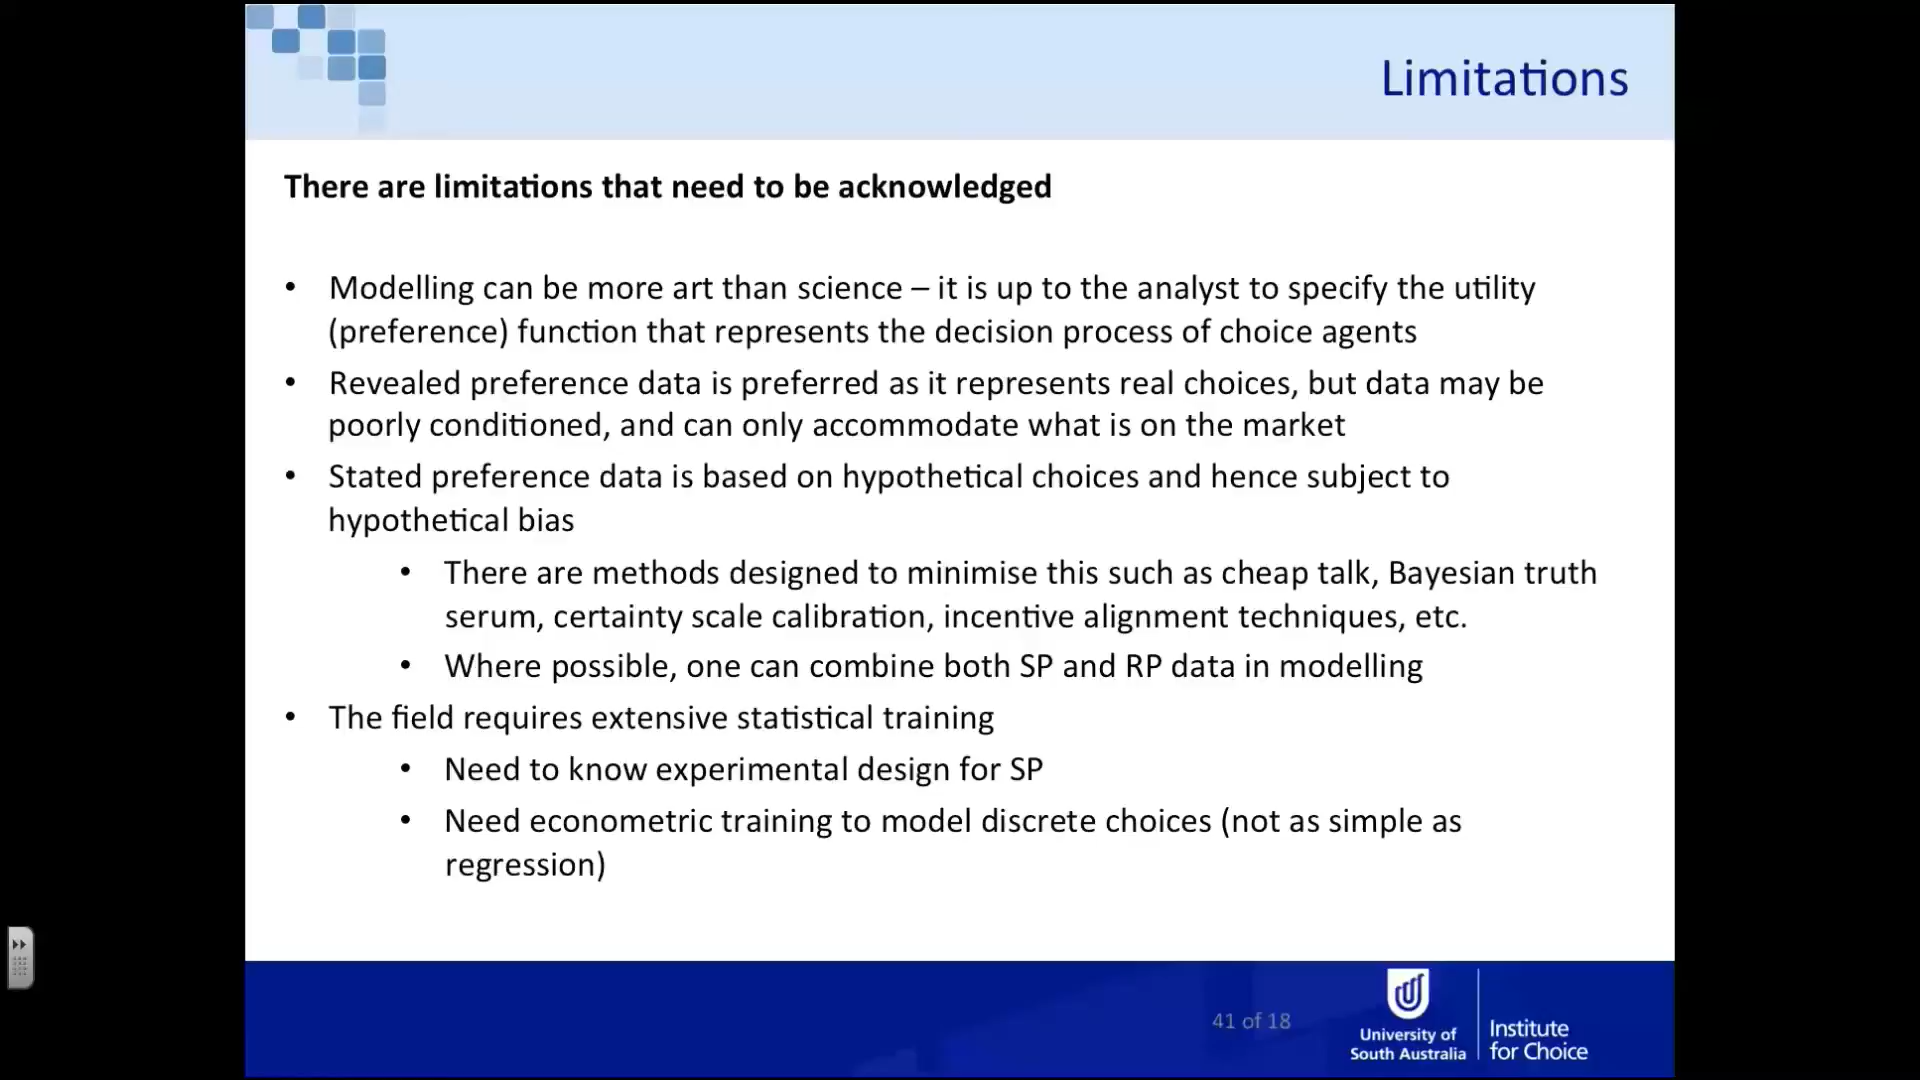 Limitations
There are limitations that need to be acknowledged
• Modelling can be more art than science – it is up to the analyst to specify the utility
(preference) function that represents the decision process of choice agents
• Revealed preference data is preferred as it represents real choices, but data may be
poorly conditioned, and can only accommodate what is on the market
• Stated preference data is based on hypothetical choices and hence subject to
hypothetical bias
• There are methods designed to minimise this such as cheap talk, Bayesian truth
serum, certainty scale calibration, incentive alignment techniques, etc.
• Where possible, one can combine both SP and RP data in modelling
• The field requires extensive statistical training
• Need to know experimental design for SP
• Need econometric training to model discrete choices (not as simple as
regression)
41 of 18
University of
South Australia
Institute
for Choice